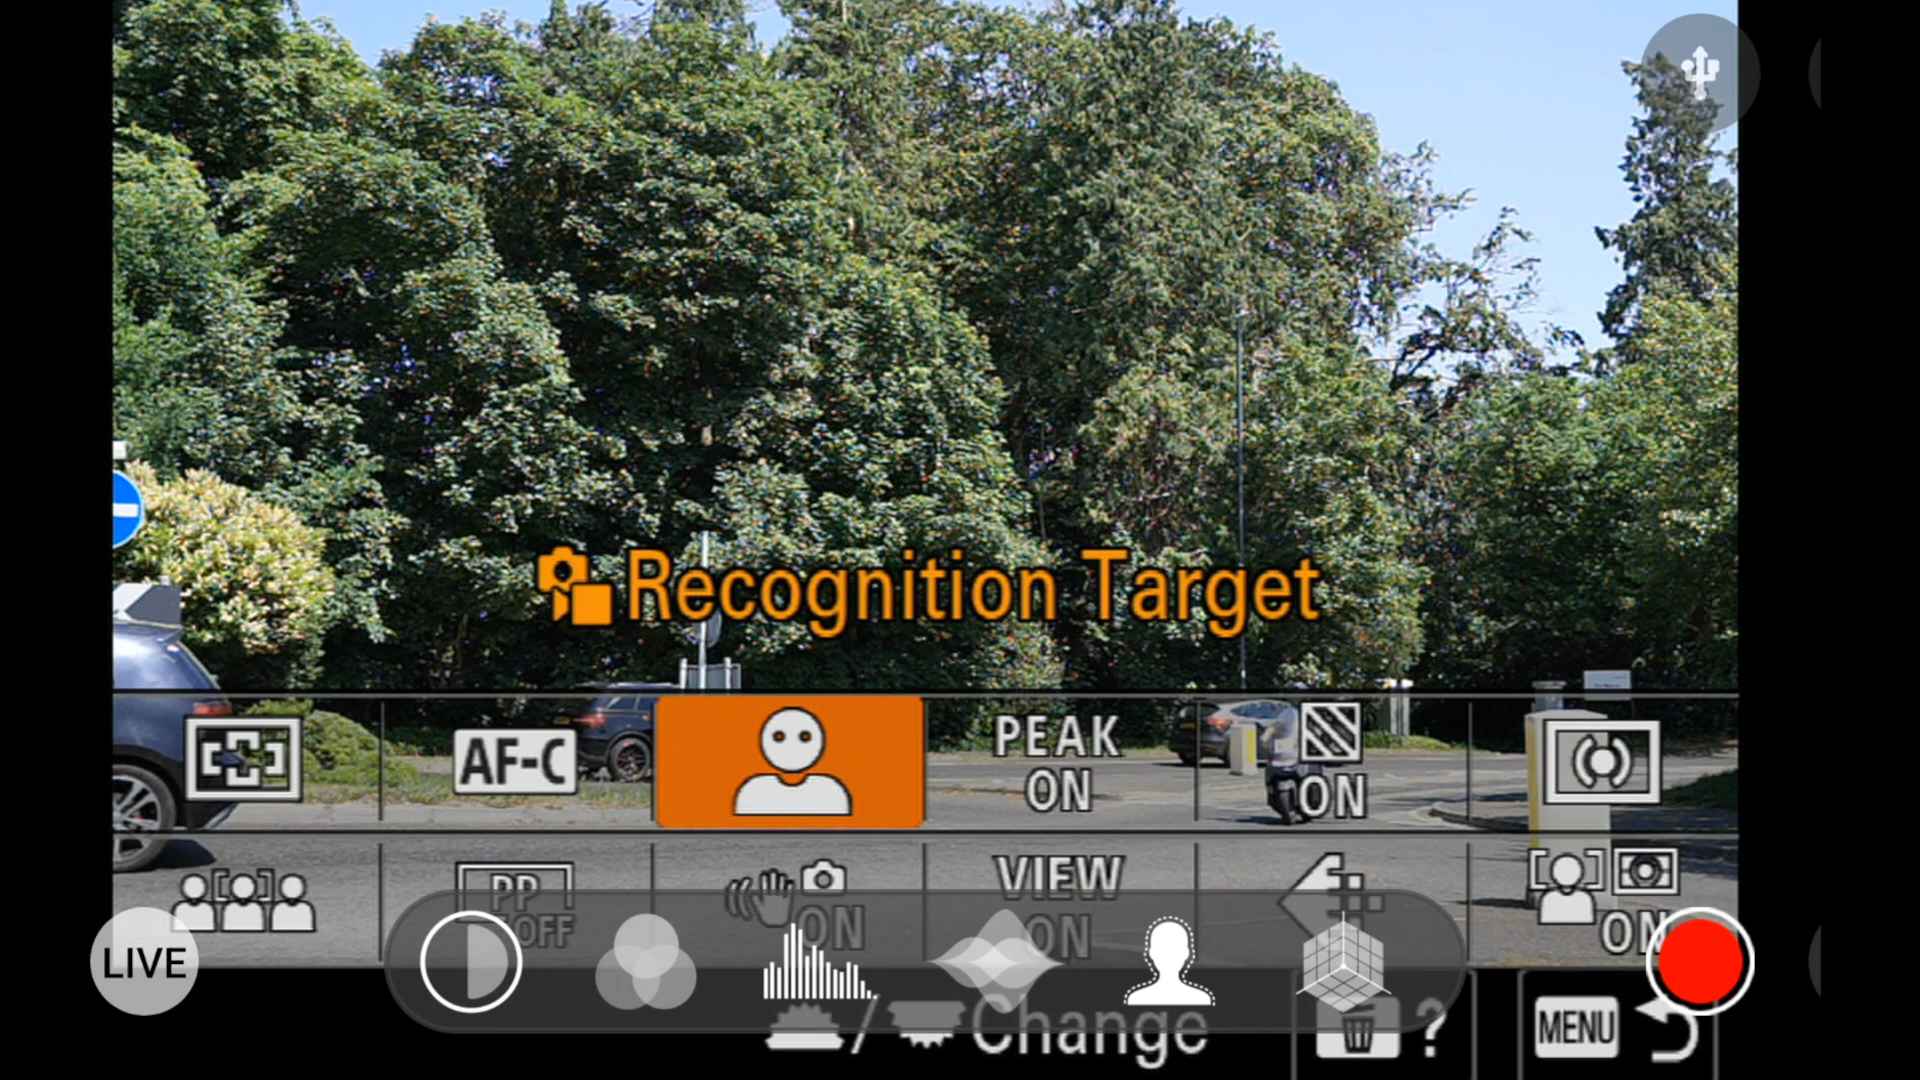 Recognition Target
AF-C
PEAK
ON
ON
PP
OFF
ON
VIEW
ON
ON
LIVE
/ Change
?
MENU